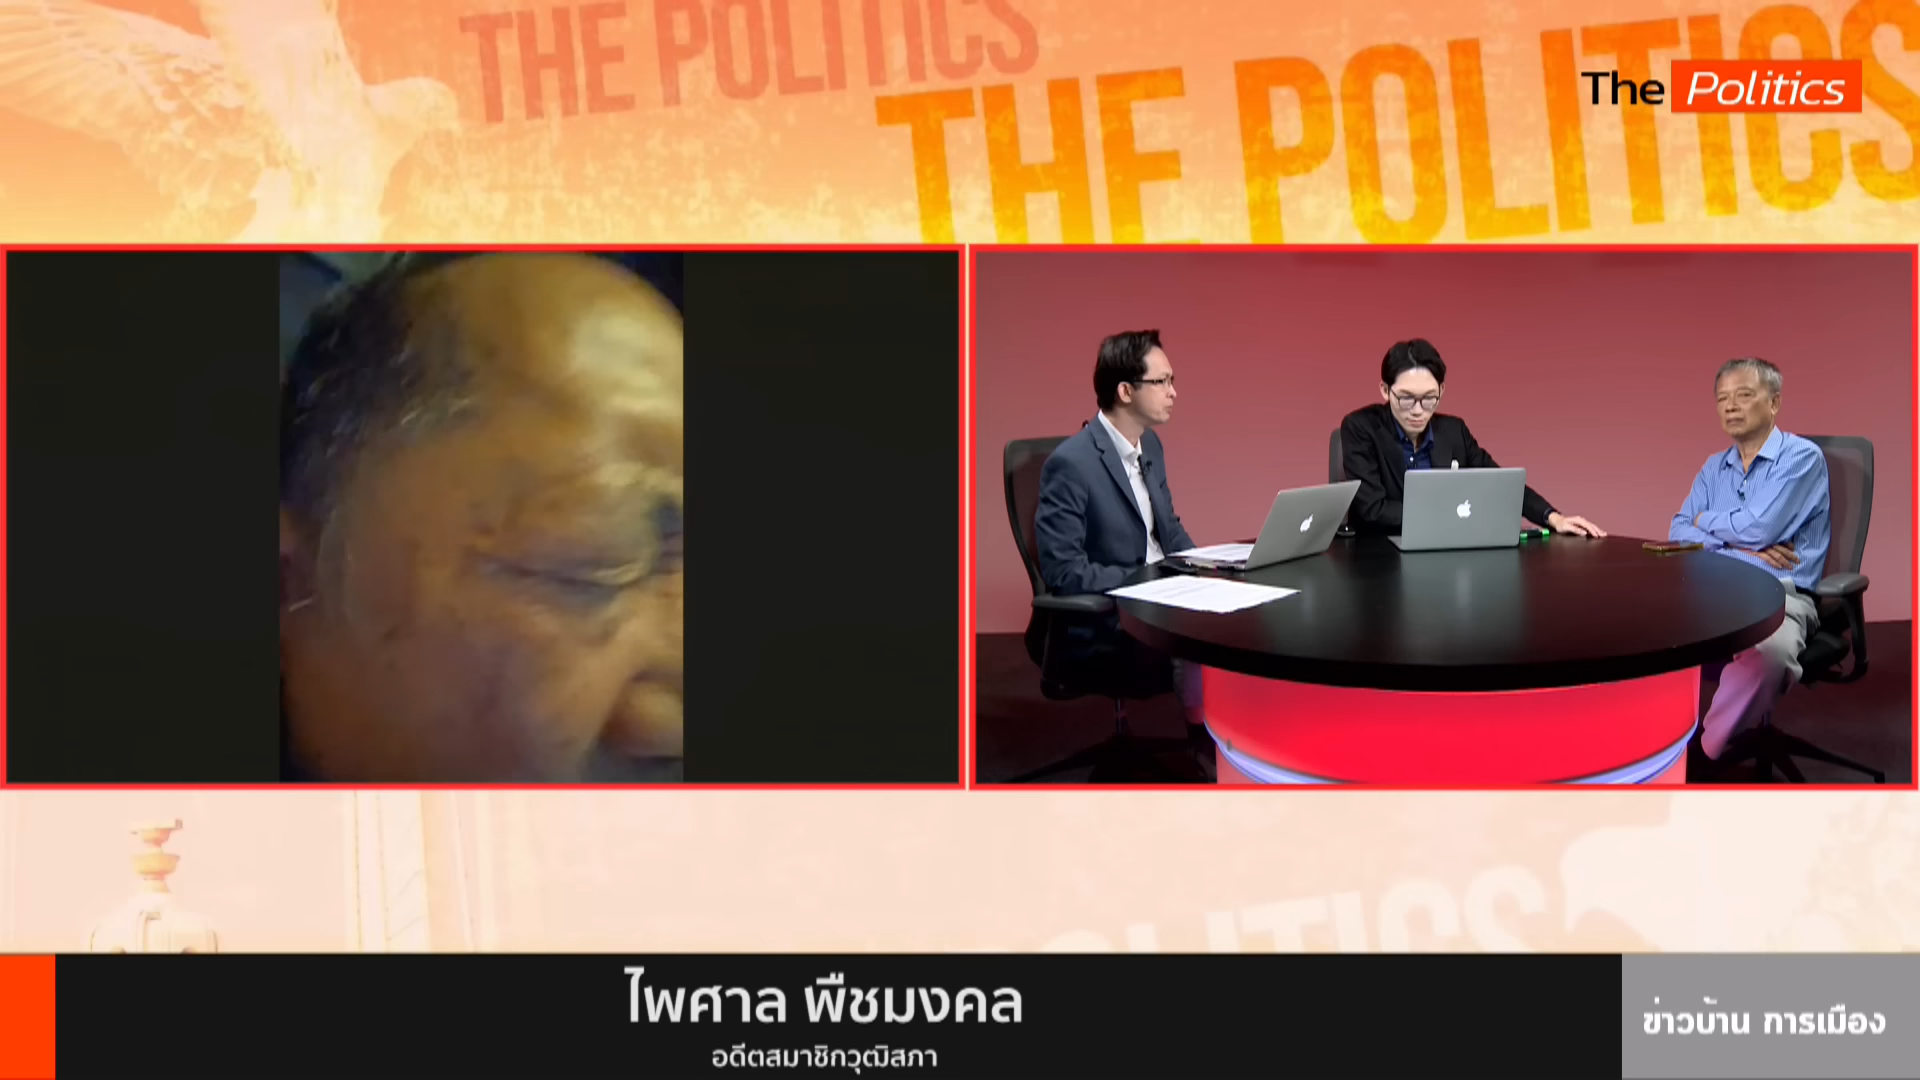 THE POLITICS
THE POLITICS
The Politics
POLITICS
ไพศาล พืชมงคล
อดีตสมาชิกวุฒิสภา
ข่าวบ้าน การเมือง